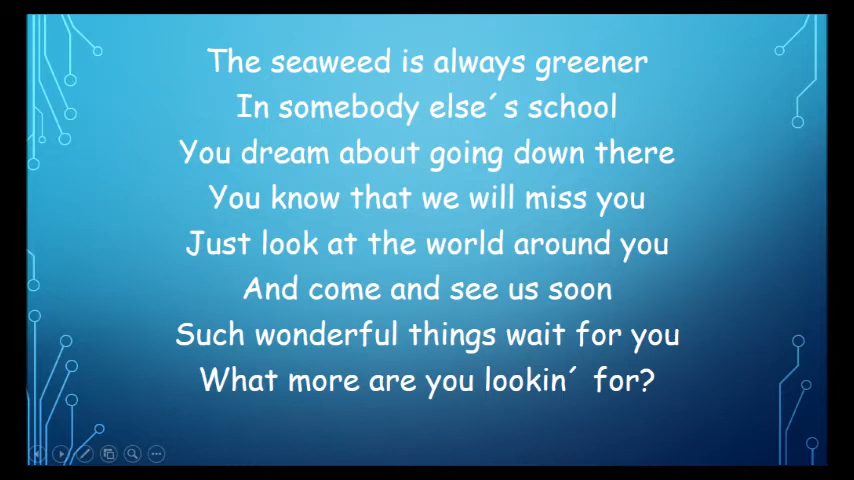 The seaweed is always greener
In somebody else´s school
You dream about going down there
You know that we will miss you
Just look at the world around you
And come and see us soon
Such wonderful things wait for you
What more are you lookin´ for?